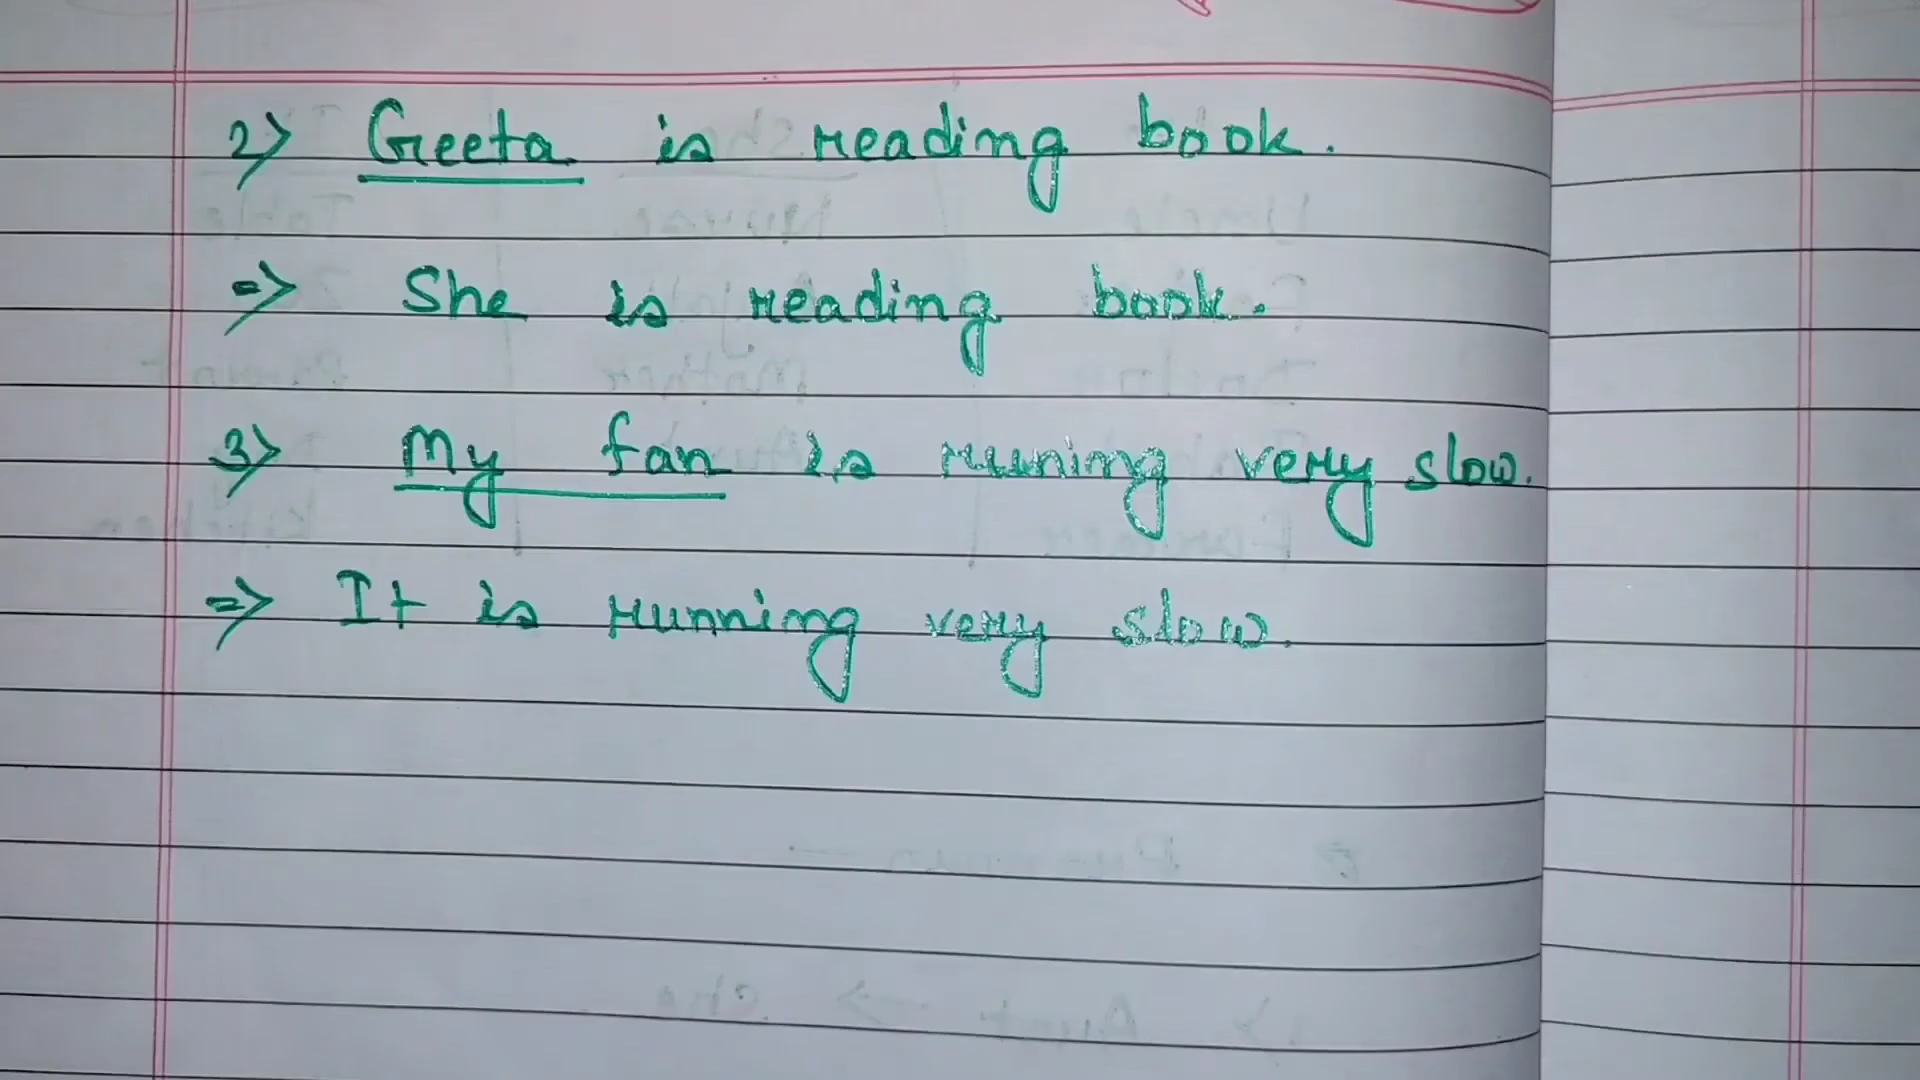 2) Geeta is reading book.
=> She is reading book.
3) My fan is runing very slow.
=> It is running very slow.